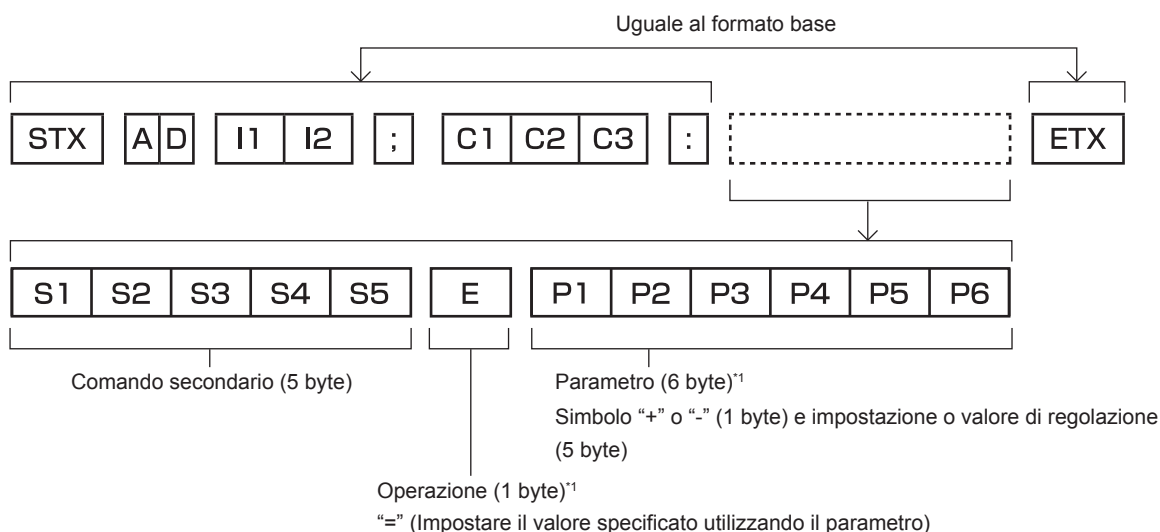 Uguale al formato base
STX A D I1 I2 ; C1 C2 C3 : ETX
S1 S2 S3 S4 S5 E P1 P2 P3 P4 P5 P6
Comando secondario (5 byte)
Parametro (6 byte)*1
Simbolo “+” o “-” (1 byte) e impostazione o valore di regolazione
(5 byte)
Operazione (1 byte)*1
“=” (Impostare il valore specificato utilizzando il parametro)